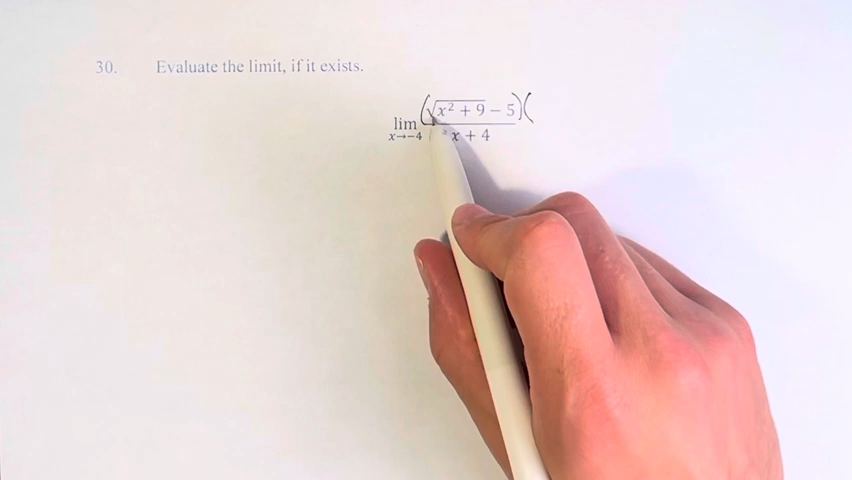 30. Evaluate the limit, if it exists.
lim x→−4 (√x² + 9 − 5)( / x + 4